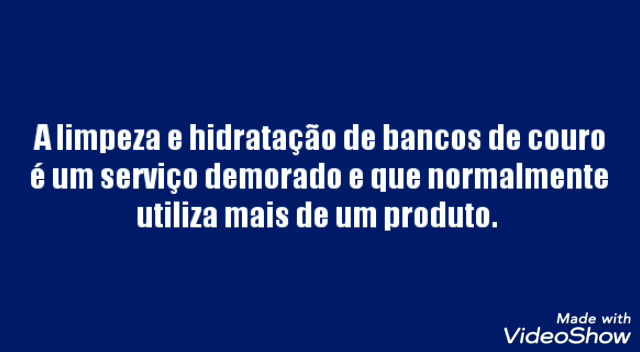 A limpeza e hidratação de bancos de couro
é um serviço demorado e que normalmente
utiliza mais de um produto.
Made with
VideoShow